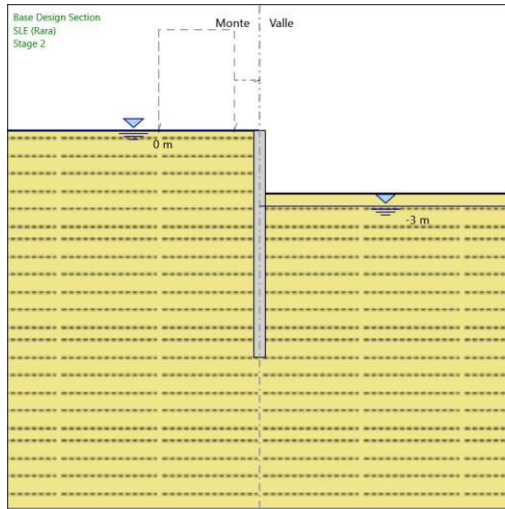 Base Design Section
SLE (Rara)
Stage 2
Monte Valle
0 m
-3 m